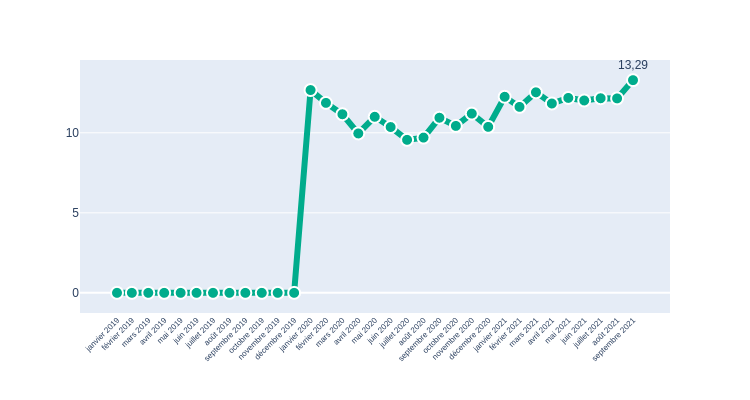 13,29
10
5
0
janvier 2019
février 2019
mars 2019
avril 2019
mai 2019
juin 2019
juillet 2019
août 2019
septembre 2019
octobre 2019
novembre 2019
décembre 2019
janvier 2020
février 2020
mars 2020
avril 2020
mai 2020
juin 2020
juillet 2020
août 2020
septembre 2020
octobre 2020
novembre 2020
décembre 2020
janvier 2021
février 2021
mars 2021
avril 2021
mai 2021
juin 2021
juillet 2021
août 2021
septembre 2021